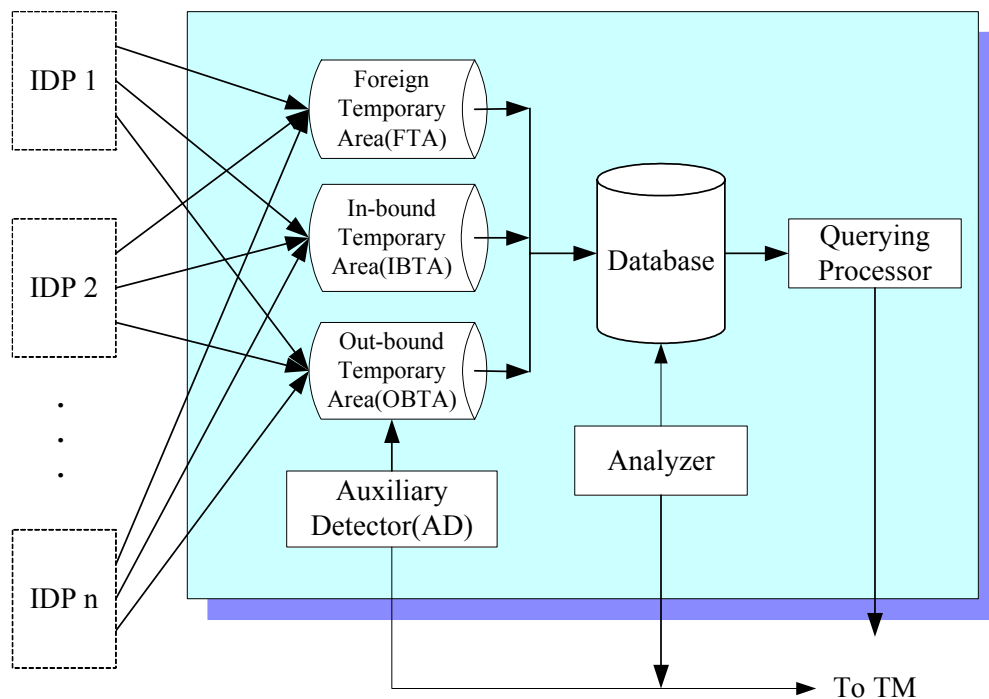 IDP 1
IDP 2
.
.
.
IDP n
Foreign
Temporary
Area(FTA)
In-bound
Temporary
Area(IBTA)
Out-bound
Temporary
Area(OBTA)
Auxiliary
Detector(AD)
Database
Analyzer
Querying
Processor
To TM